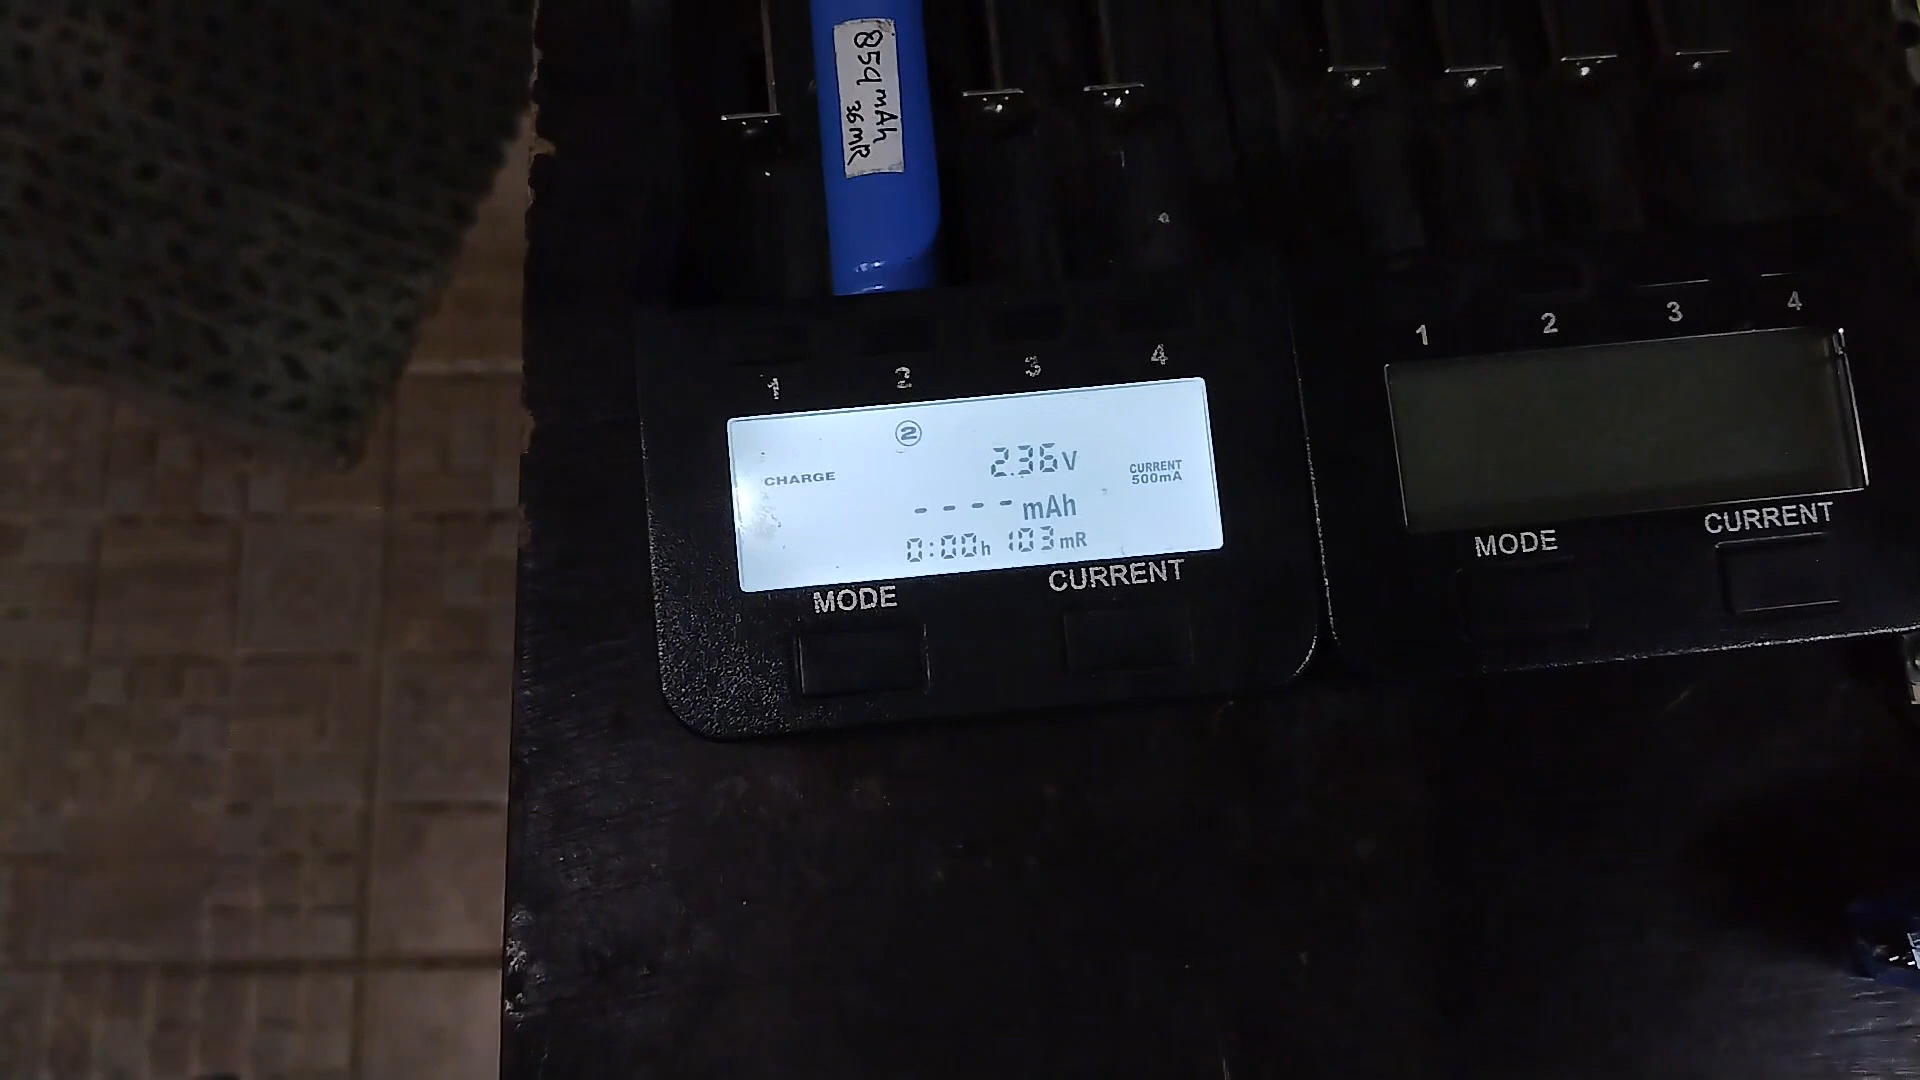 859 mAh
36mR
1 2 3 4
2
CHARGE
2.36V
CURRENT
500mA
----mAh
0:00h 103mR
MODE CURRENT
1 2 3 4
MODE CURRENT